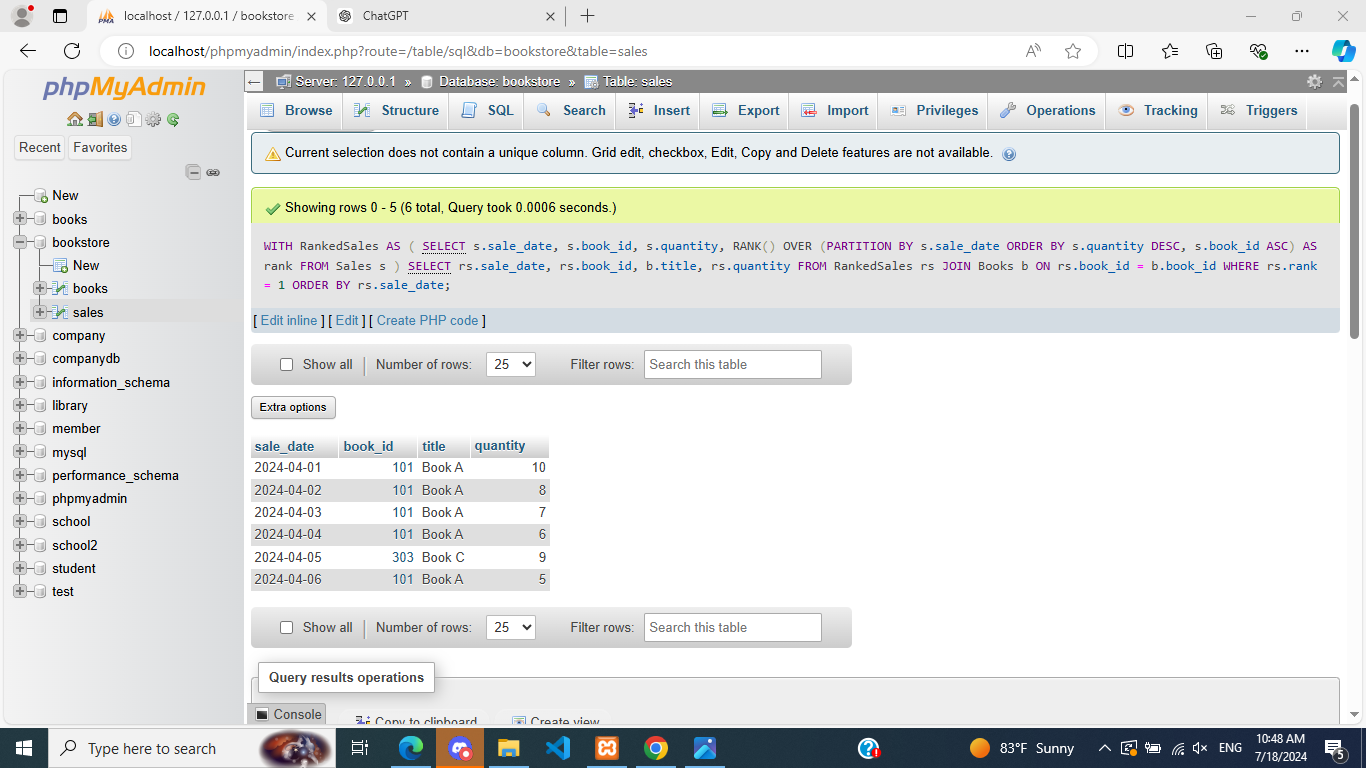 localhost / 127.0.0.1 / bookstore
ChatGPT
localhost/phpmyadmin/index.php?route=/table/sql&db=bookstore&table=sales
phpMyAdmin
Recent Favorites
New
books
bookstore
New
books
sales
company
companydb
information_schema
library
member
mysql
performance_schema
phpmyadmin
school
school2
student
test
Server: 127.0.0.1 » Database: bookstore » Table: sales
Browse Structure SQL Search Insert Export Import Privileges Operations Tracking Triggers
Current selection does not contain a unique column. Grid edit, checkbox, Edit, Copy and Delete features are not available.
Showing rows 0 - 5 (6 total, Query took 0.0006 seconds.)
WITH RankedSales AS ( SELECT s.sale_date, s.book_id, s.quantity, RANK() OVER (PARTITION BY s.sale_date ORDER BY s.quantity DESC, s.book_id ASC) AS
rank FROM Sales s ) SELECT rs.sale_date, rs.book_id, b.title, rs.quantity FROM RankedSales rs JOIN Books b ON rs.book_id = b.book_id WHERE rs.rank
= 1 ORDER BY rs.sale_date;
[ Edit inline ] [ Edit ] [ Create PHP code ]
Show all | Number of rows: 25 Filter rows: Search this table
Extra options
sale_date book_id title quantity
2024-04-01 101 Book A 10
2024-04-02 101 Book A 8
2024-04-03 101 Book A 7
2024-04-04 101 Book A 6
2024-04-05 303 Book C 9
2024-04-06 101 Book A 5
Show all | Number of rows: 25 Filter rows: Search this table
Query results operations
Console
Copy to clipboard Create view
Type here to search
83°F Sunny
ENG
10:48 AM
7/18/2024
5